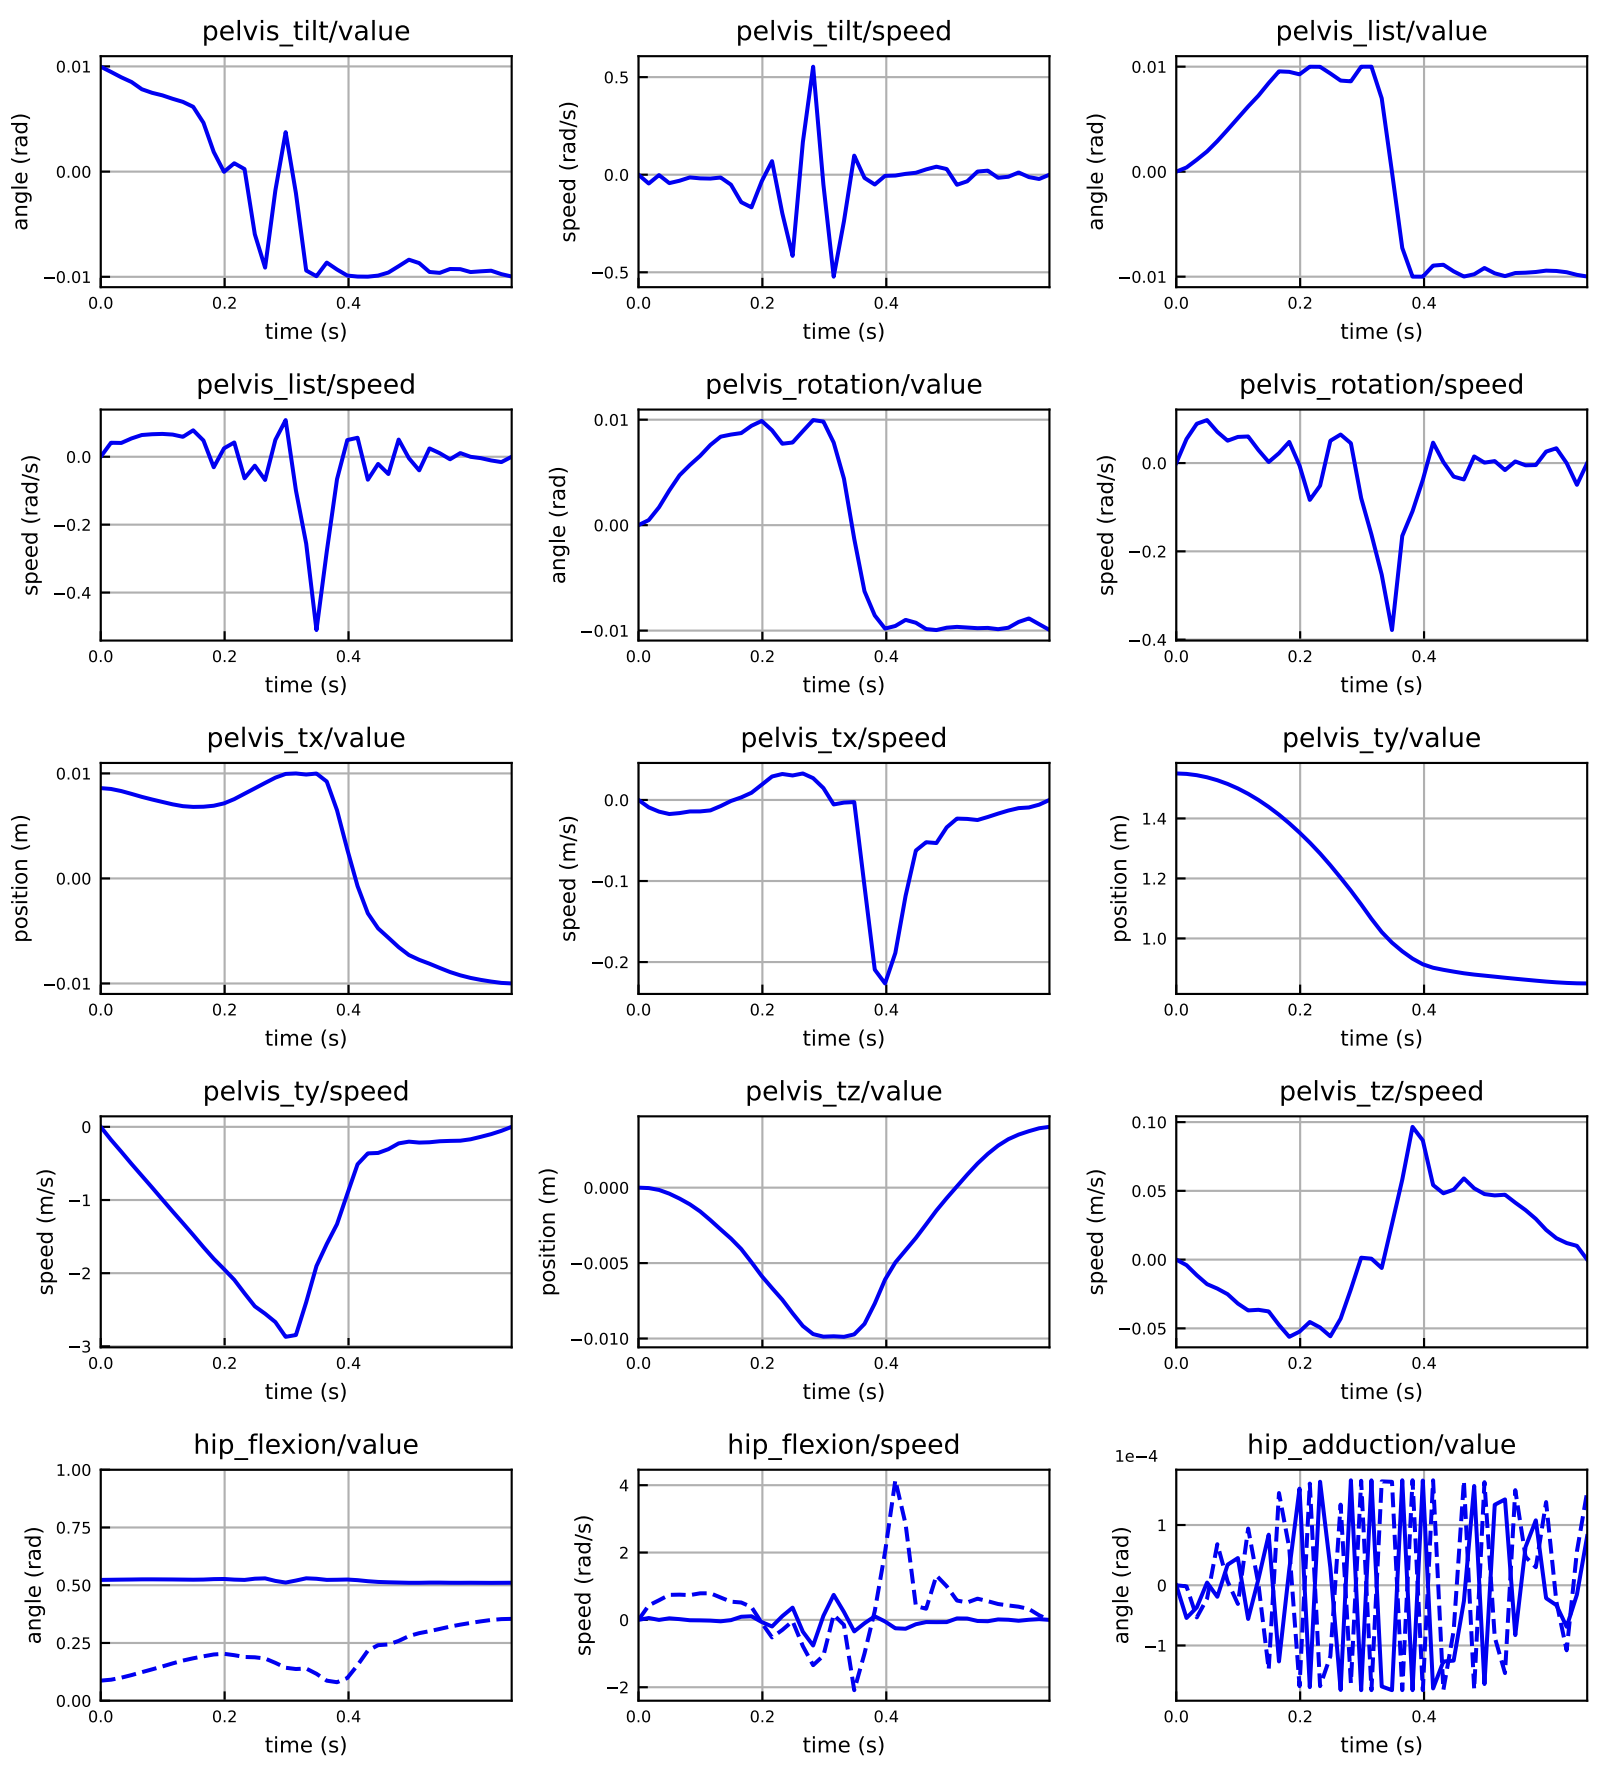 pelvis_tilt/value
pelvis_tilt/speed
pelvis_list/value
angle (rad)
0.01
0.00
−0.01
0.0
0.2
0.4
time (s)
speed (rad/s)
0.5
0.0
−0.5
0.0
0.2
0.4
time (s)
angle (rad)
0.01
0.00
−0.01
0.0
0.2
0.4
time (s)
pelvis_list/speed
pelvis_rotation/value
pelvis_rotation/speed
speed (rad/s)
0.0
−0.2
−0.4
0.0
0.2
0.4
time (s)
angle (rad)
0.01
0.00
−0.01
0.0
0.2
0.4
time (s)
speed (rad/s)
0.0
−0.2
−0.4
0.0
0.2
0.4
time (s)
pelvis_tx/value
pelvis_tx/speed
pelvis_ty/value
position (m)
0.01
0.00
−0.01
0.0
0.2
0.4
time (s)
speed (m/s)
0.0
−0.1
−0.2
0.0
0.2
0.4
time (s)
position (m)
1.4
1.2
1.0
0.0
0.2
0.4
time (s)
pelvis_ty/speed
pelvis_tz/value
pelvis_tz/speed
speed (m/s)
0
−1
−2
−3
0.0
0.2
0.4
time (s)
position (m)
0.000
−0.005
−0.010
0.0
0.2
0.4
time (s)
speed (m/s)
0.10
0.05
0.00
−0.05
0.0
0.2
0.4
time (s)
hip_flexion/value
hip_flexion/speed
hip_adduction/value
angle (rad)
1.00
0.75
0.50
0.25
0.00
0.0
0.2
0.4
time (s)
speed (rad/s)
4
2
0
−2
0.0
0.2
0.4
time (s)
1e−4
angle (rad)
1
0
−1
0.0
0.2
0.4
time (s)